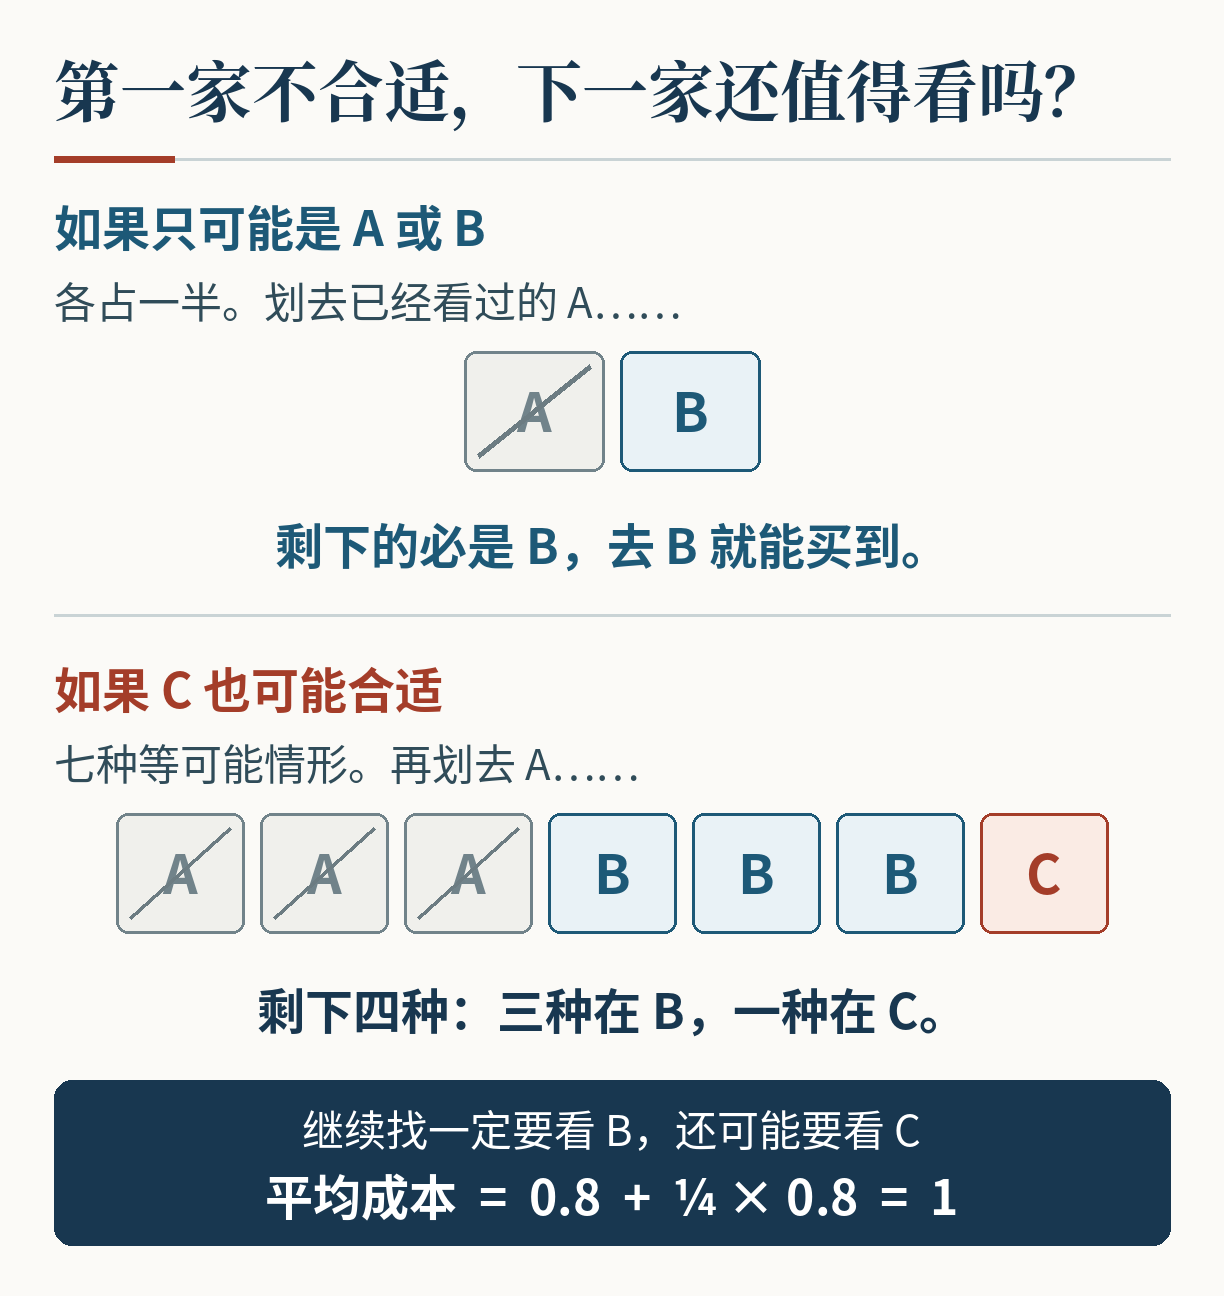 第一家不合适，下一家还值得看吗?
如果只可能是 A 或 B
各占一半。划去已经看过的 A……
A B
剩下的必是 B，去 B 就能买到。
如果 C 也可能合适
七种等可能情形。再划去 A……
A A A B B B C
剩下四种：三种在 B，一种在 C。
继续找一定要看 B，还可能要看 C
平均成本 = 0.8 + ¼ × 0.8 = 1